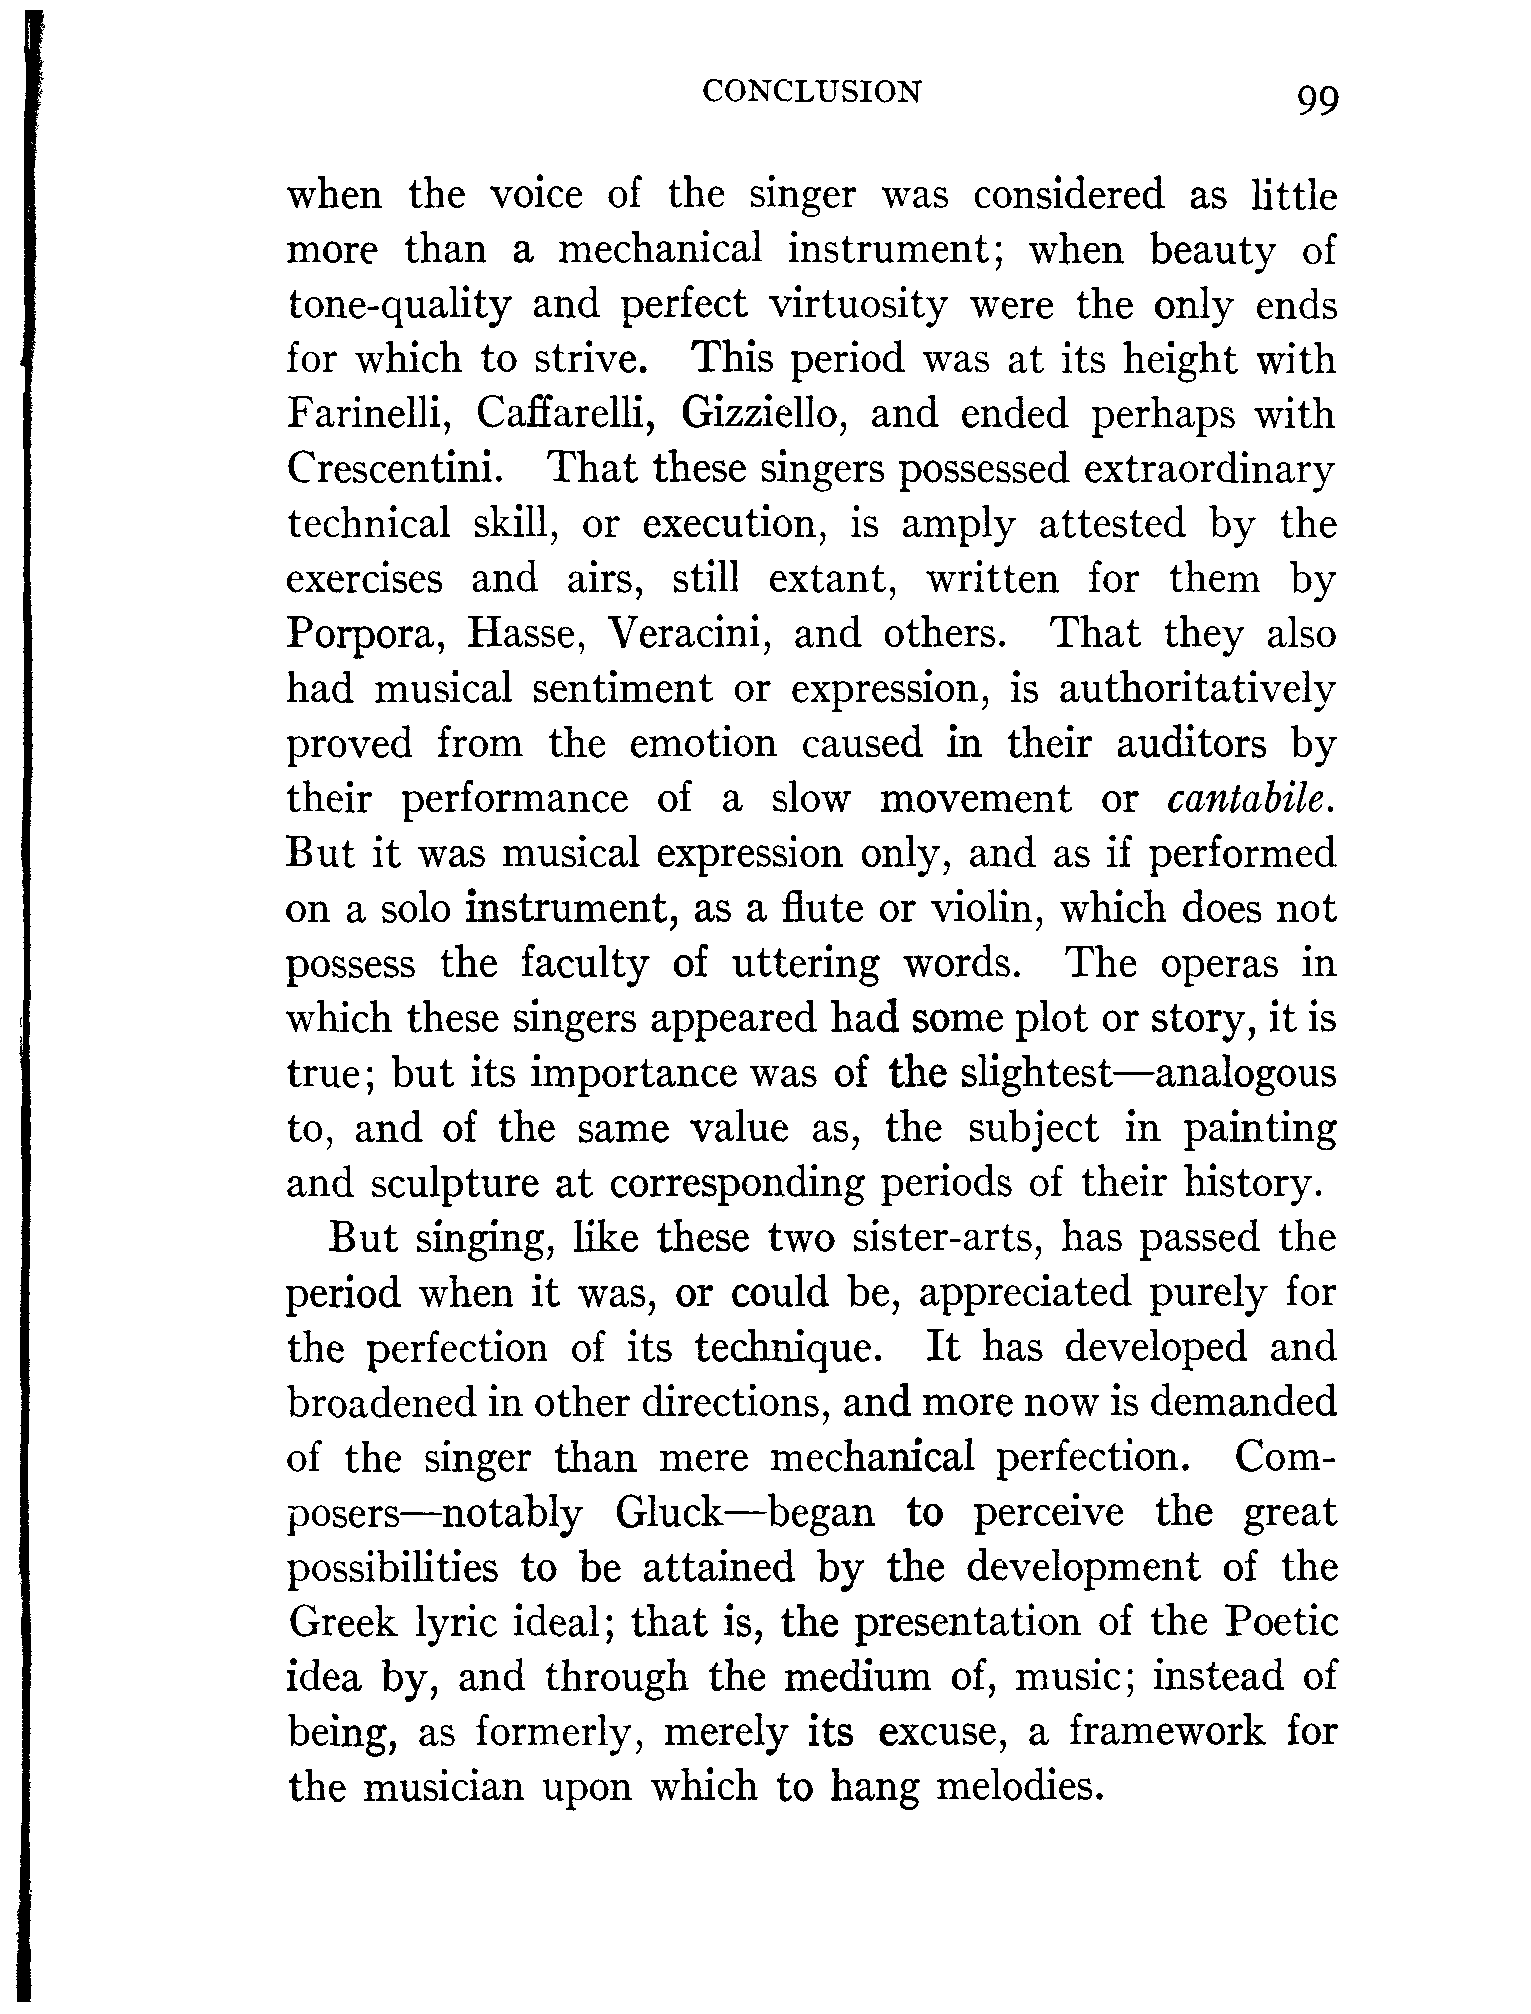 CONCLUSION 99
when the voice of the singer was considered as little
more than a mechanical instrument; when beauty of
tone-quality and perfect virtuosity were the only ends
for which to strive. This period was at its height with
Farinelli, Caffarelli, Gizziello, and ended perhaps with
Crescentini. That these singers possessed extraordinary
technical skill, or execution, is amply attested by the
exercises and airs, still extant, written for them by
Porpora, Hasse, Veracini, and others. That they also
had musical sentiment or expression, is authoritatively
proved from the emotion caused in their auditors by
their performance of a slow movement or cantabile.
But it was musical expression only, and as if performed
on a solo instrument, as a flute or violin, which does not
possess the faculty of uttering words. The operas in
which these singers appeared had some plot or story, it is
true; but its importance was of the slightest—analogous
to, and of the same value as, the subject in painting
and sculpture at corresponding periods of their history.
But singing, like these two sister-arts, has passed the
period when it was, or could be, appreciated purely for
the perfection of its technique. It has developed and
broadened in other directions, and more now is demanded
of the singer than mere mechanical perfection. Com-
posers—notably Gluck—began to perceive the great
possibilities to be attained by the development of the
Greek lyric ideal; that is, the presentation of the Poetic
idea by, and through the medium of, music; instead of
being, as formerly, merely its excuse, a framework for
the musician upon which to hang melodies.